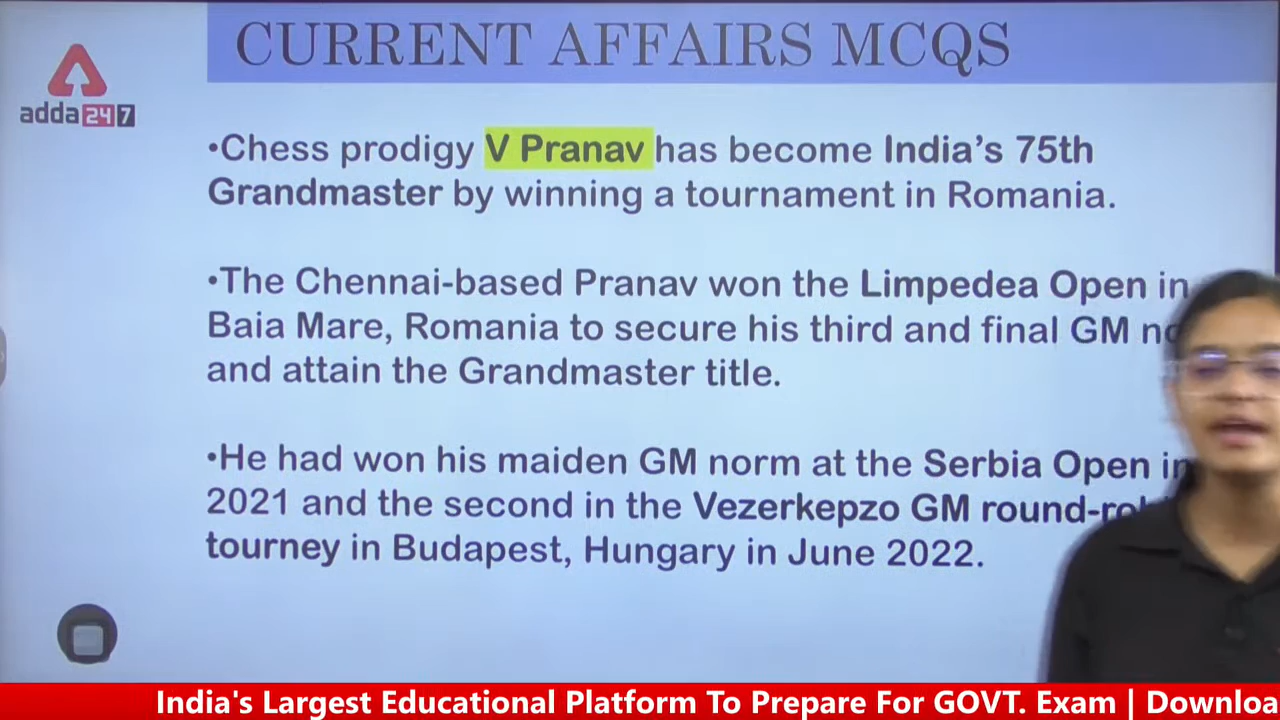 CURRENT AFFAIRS MCQS
adda247
•Chess prodigy V Pranav has become India's 75th
Grandmaster by winning a tournament in Romania.
•The Chennai-based Pranav won the Limpedea Open in
Baia Mare, Romania to secure his third and final GM
and attain the Grandmaster title.
•He had won his maiden GM norm at the Serbia Open in
2021 and the second in the Vezerkepzo GM
tourney in Budapest, Hungary in June 2022.
India's Largest Educational Platform To Prepare For GOVT. Exam |